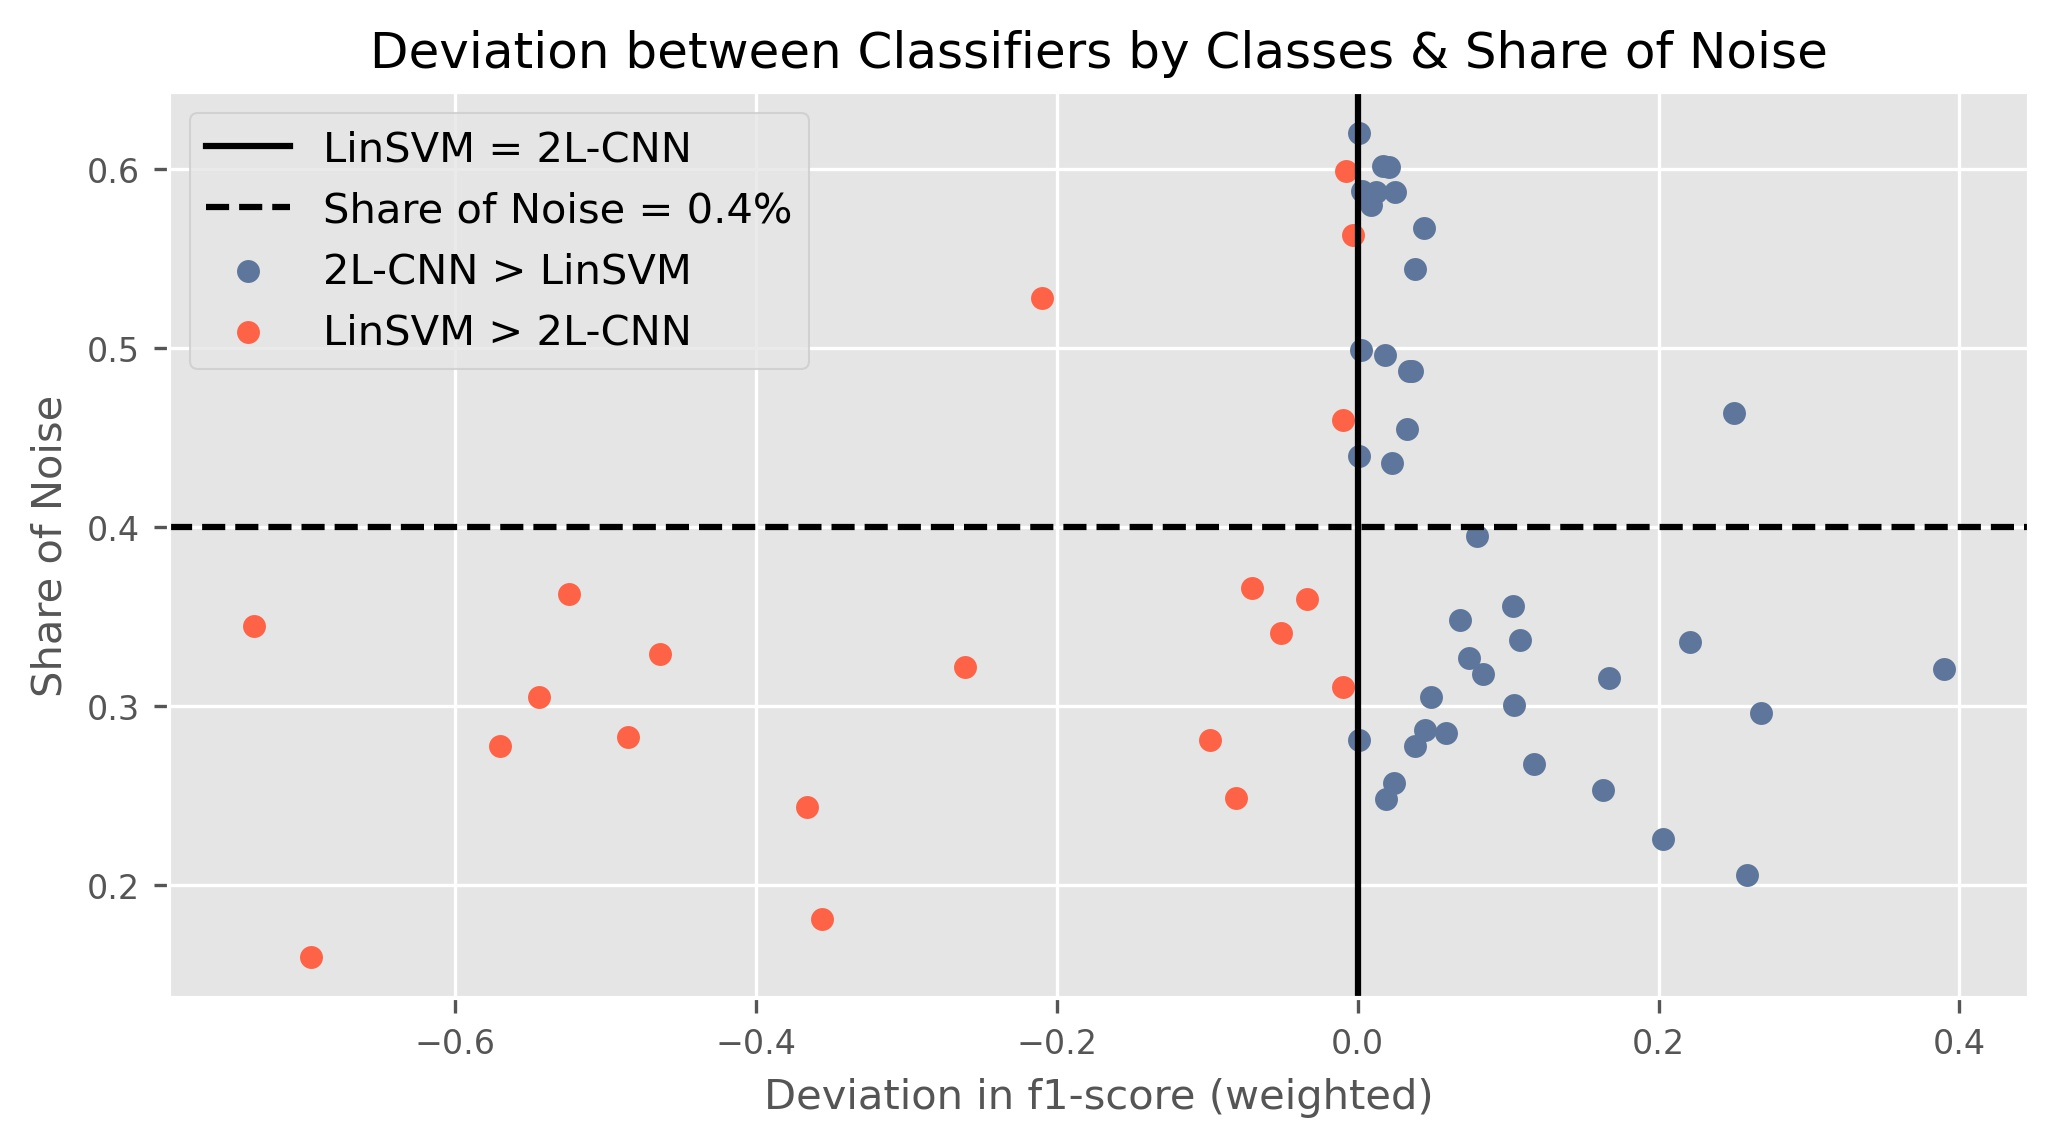 Deviation between Classifiers by Classes & Share of Noise
LinSVM = 2L-CNN
Share of Noise = 0.4%
2L-CNN > LinSVM
LinSVM > 2L-CNN
Share of Noise
0.6
0.5
0.4
0.3
0.2
−0.6 −0.4 −0.2 0.0 0.2 0.4
Deviation in f1-score (weighted)